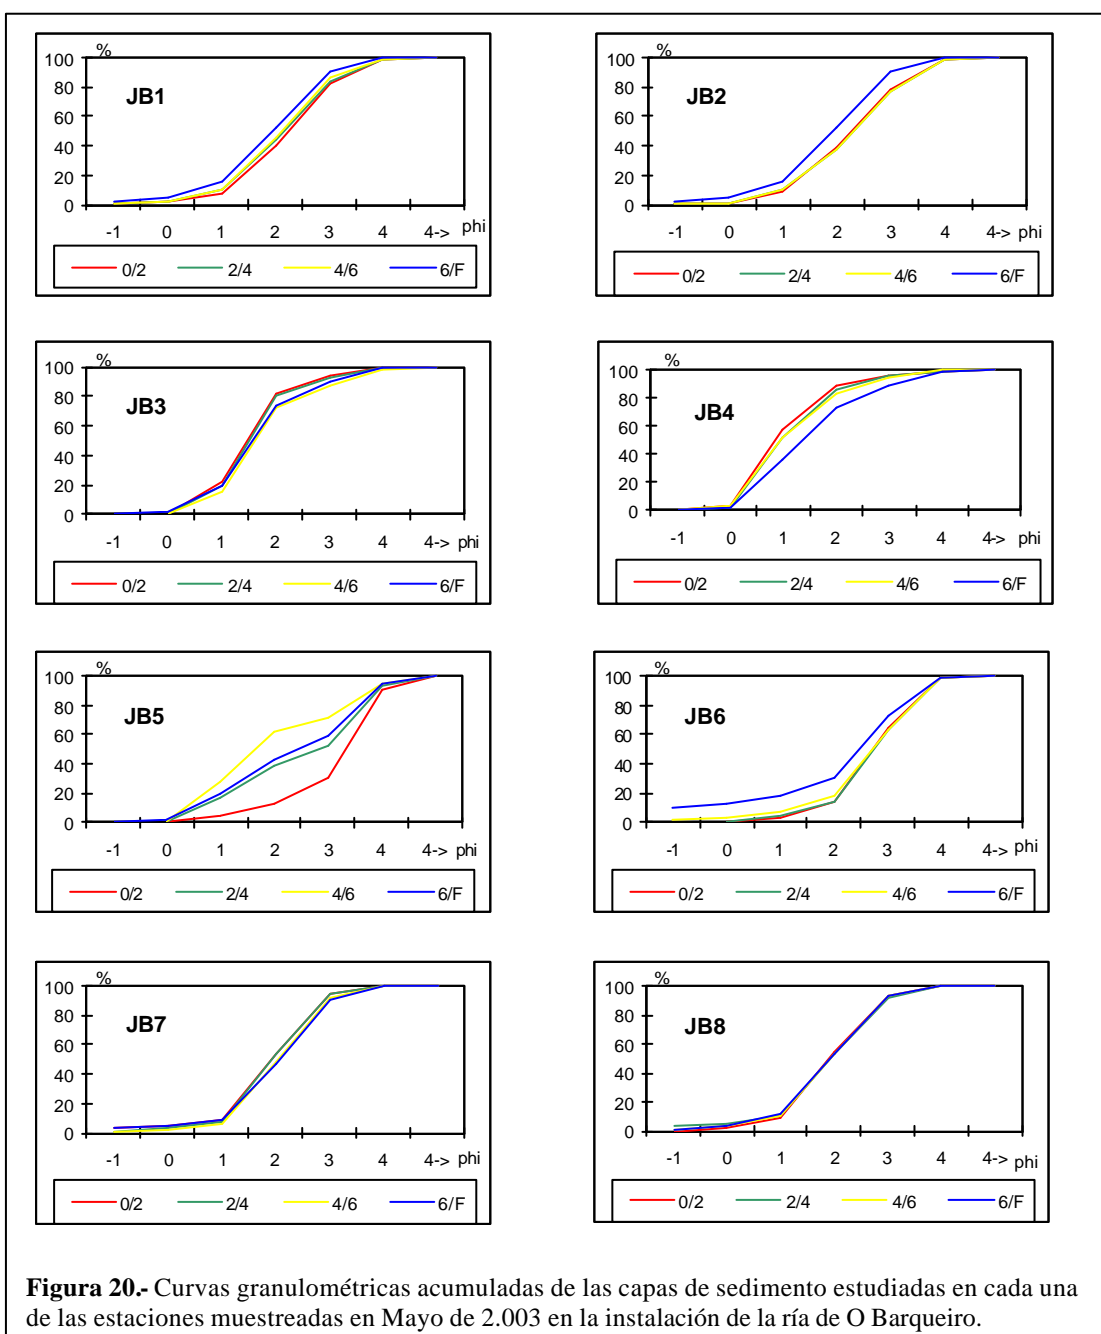 %
100
80
60
40
20
0
JB1
-1 0 1 2 3 4 4-> phi
0/2 2/4 4/6 6/F
%
100
80
60
40
20
0
JB2
-1 0 1 2 3 4 4-> phi
0/2 2/4 4/6 6/F
%
100
80
60
40
20
0
JB3
-1 0 1 2 3 4 4-> phi
0/2 2/4 4/6 6/F
%
100
80
60
40
20
0
JB4
-1 0 1 2 3 4 4-> phi
0/2 2/4 4/6 6/F
%
100
80
60
40
20
0
JB5
-1 0 1 2 3 4 4-> phi
0/2 2/4 4/6 6/F
%
100
80
60
40
20
0
JB6
-1 0 1 2 3 4 4-> phi
0/2 2/4 4/6 6/F
%
100
80
60
40
20
0
JB7
-1 0 1 2 3 4 4-> phi
0/2 2/4 4/6 6/F
%
100
80
60
40
20
0
JB8
-1 0 1 2 3 4 4-> phi
0/2 2/4 4/6 6/F
Figura 20.- Curvas granulométricas acumuladas de las capas de sedimento estudiadas en cada una
de las estaciones muestreadas en Mayo de 2.003 en la instalación de la ría de O Barqueiro.